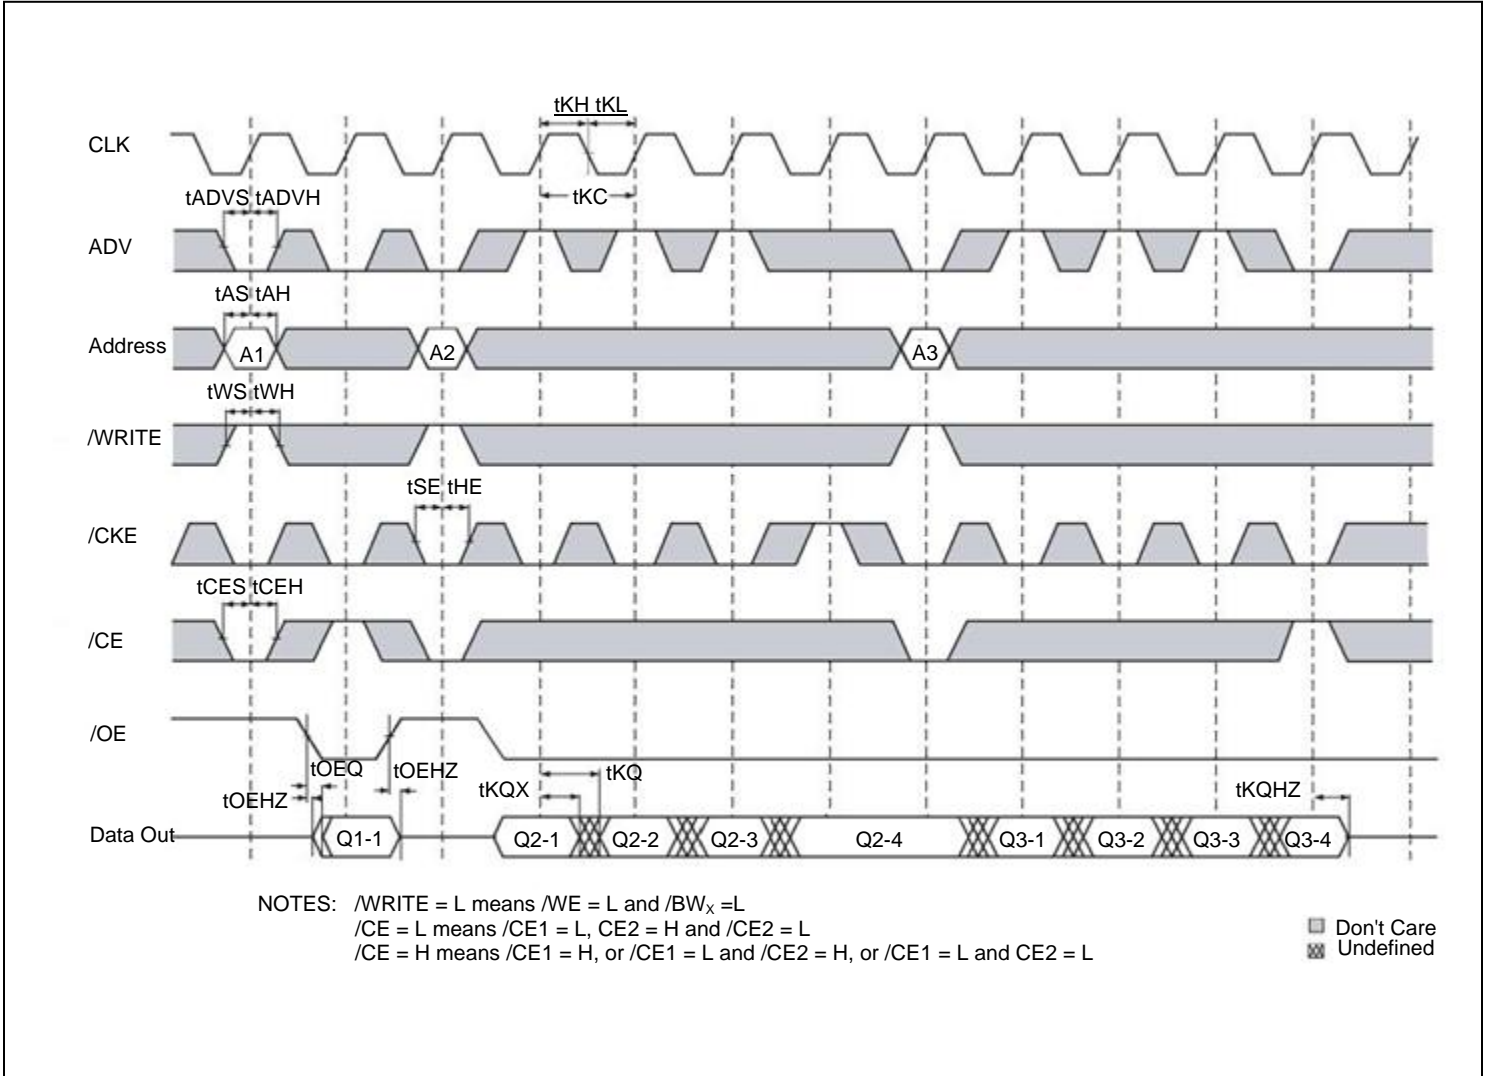 tKH tKL
CLK
tKC
tADVS tADVH
ADV
tAS tAH
Address
A1
A2
A3
tWS tWH
/WRITE
tSE tHE
/CKE
tCES tCEH
/CE
/OE
tOEQ
tOEHZ
tKQ
tOEHZ
tKQX
tKQHZ
Data Out
Q1-1
Q2-1
Q2-2
Q2-3
Q2-4
Q3-1
Q3-2
Q3-3
Q3-4
NOTES: /WRITE = L means /WE = L and /BWX =L
/CE = L means /CE1 = L, CE2 = H and /CE2 = L
/CE = H means /CE1 = H, or /CE1 = L and /CE2 = H, or /CE1 = L and CE2 = L
Don't Care
Undefined